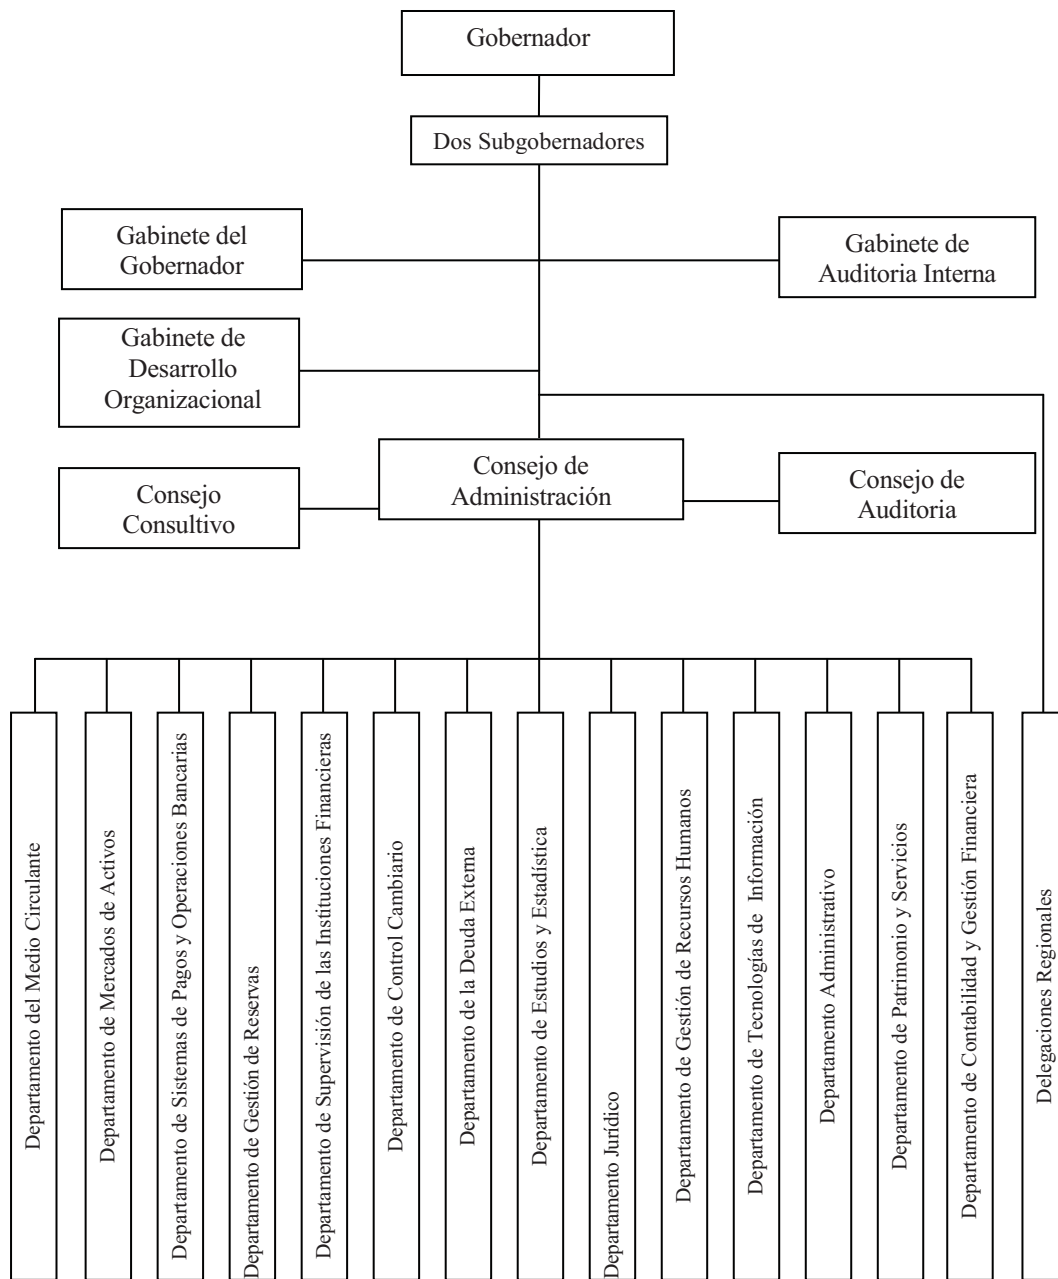 Gobernador
Dos Subgobernadores
Gabinete del
Gobernador
Gabinete de
Auditoria Interna
Gabinete de
Desarrollo
Organizacional
Consejo de
Administración
Consejo
Consultivo
Consejo de
Auditoria
Departamento del Medio Circulante
Departamento de Mercados de Activos
Departamento de Sistemas de Pagos y Operaciones Bancarias
Departamento de Gestión de Reservas
Departamento de Supervisión de las Instituciones Financieras
Departamento de Control Cambiario
Departamento de la Deuda Externa
Departamento de Estudios y Estadística
Departamento Jurídico
Departamento de Gestión de Recursos Humanos
Departamento de Tecnologías de Información
Departamento Administrativo
Departamento de Patrimonio y Servicios
Departamento de Contabilidad y Gestión Financiera
Delegaciones Regionales